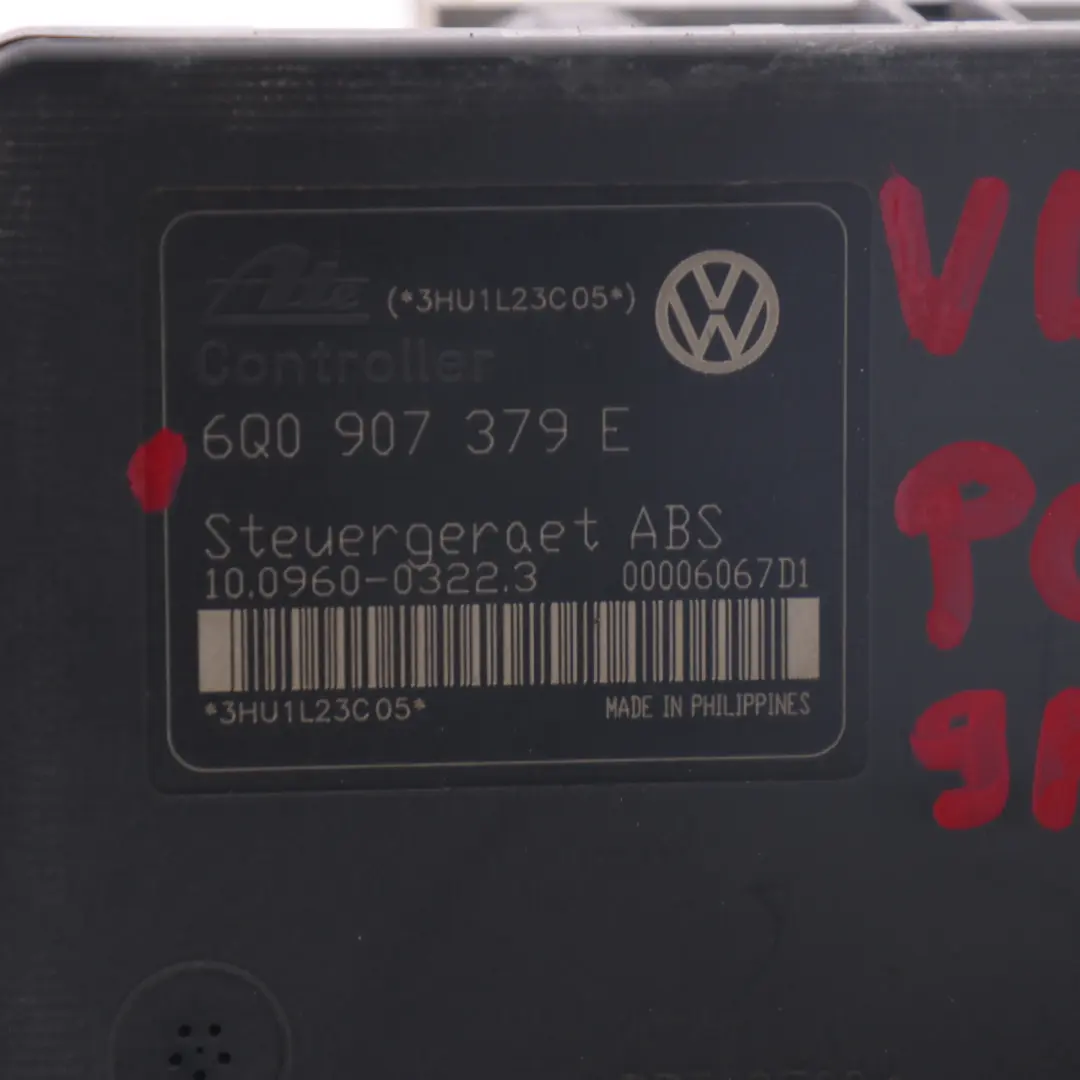 Ate (*3HU1L23C05*)
Controller
6Q0 907 379 E
Steuergeraet ABS
10.0960-0322.3 00006067D1
*3HU1L23C05* MADE IN PHILIPPINES